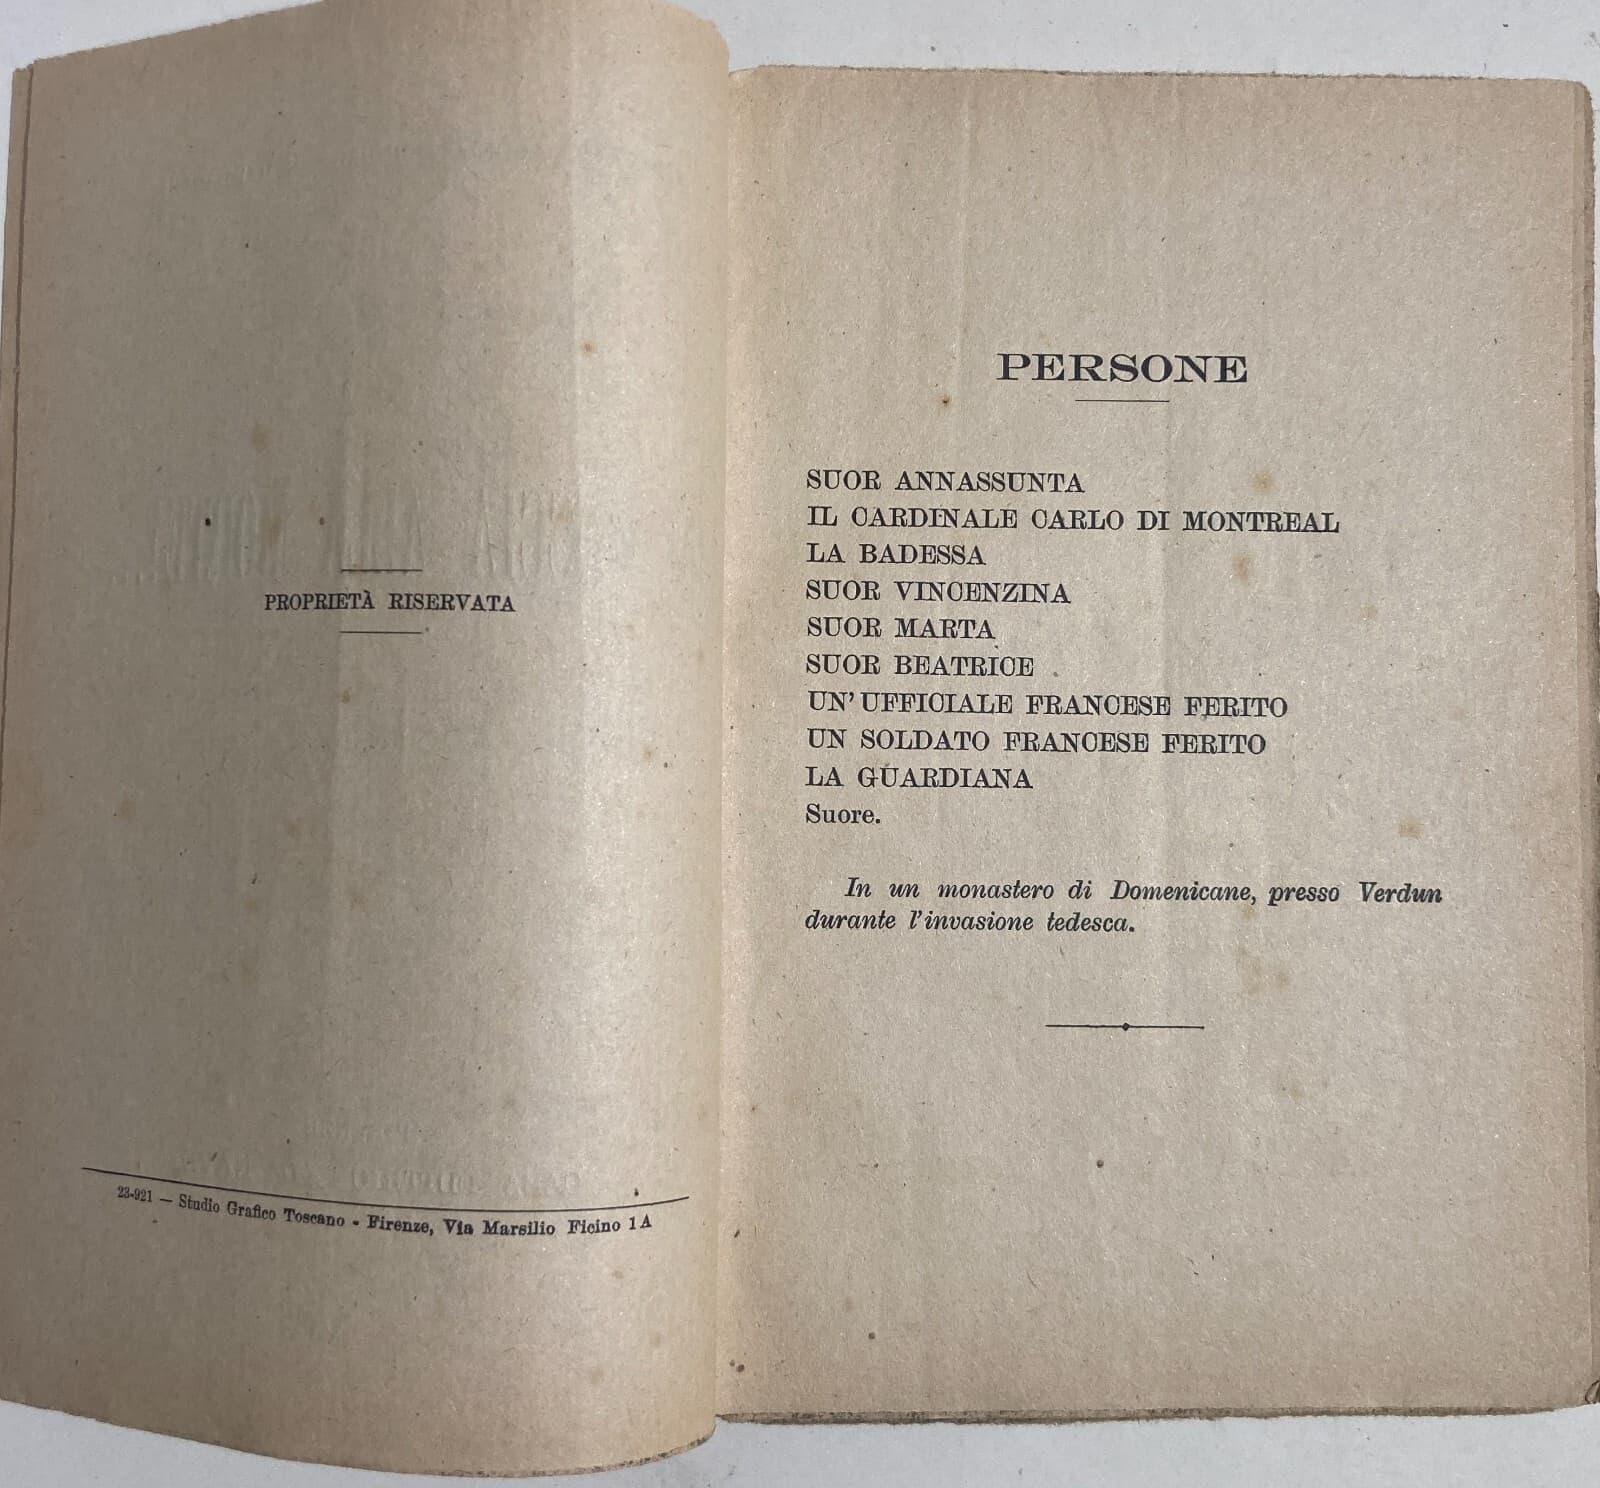 PROPRIETÀ RISERVATA
23-921 — Studio Grafico Toscano - Firenze, Via Marsilio Ficino 1 A
PERSONE
SUOR ANNASSUNTA
IL CARDINALE CARLO DI MONTREAL
LA BADESSA
SUOR VINCENZINA
SUOR MARTA
SUOR BEATRICE
UN' UFFICIALE FRANCESE FERITO
UN SOLDATO FRANCESE FERITO
LA GUARDIANA
Suore.
In un monastero di Domenicane, presso Verdun
durante l'invasione tedesca.